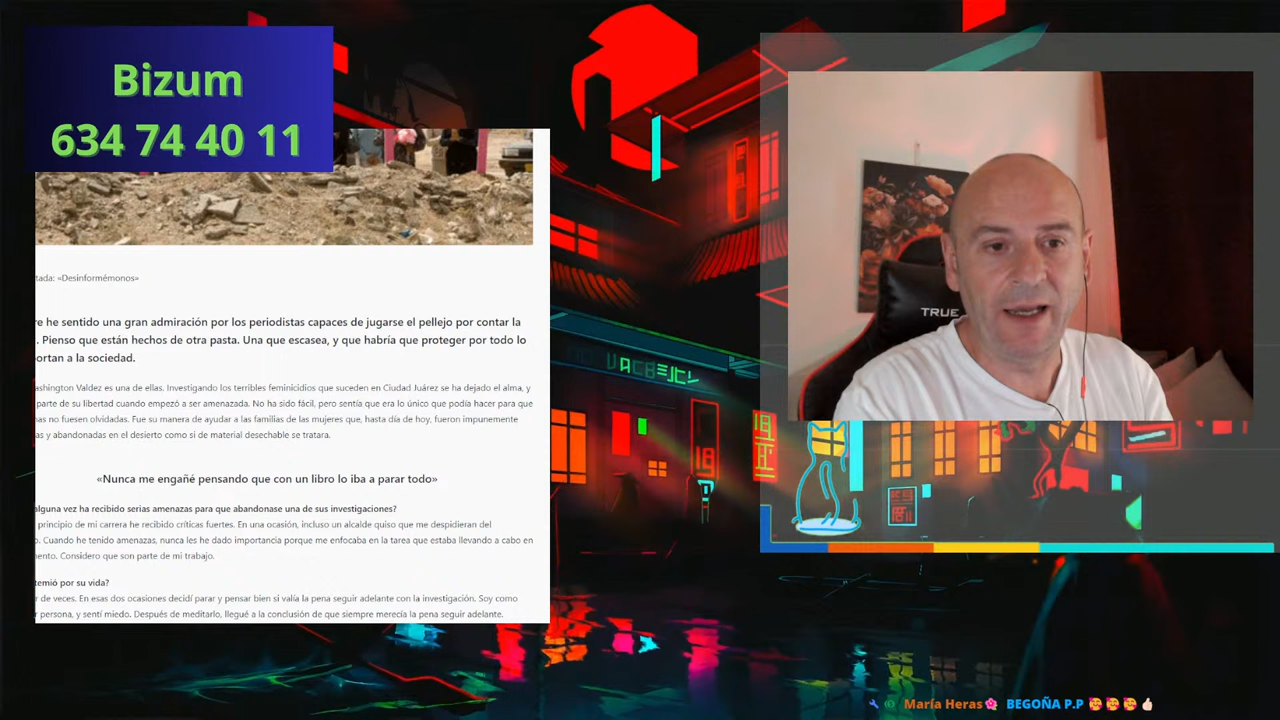 Bizum
634 74 40 11
tada: «Desinformémonos»
re he sentido una gran admiración por los periodistas capaces de jugarse el pellejo por contar la
. Pienso que están hechos de otra pasta. Una que escasea, y que habría que proteger por todo lo
portan a la sociedad.
ashington Valdez es una de ellas. Investigando los terribles feminicidios que suceden en Ciudad Juárez se ha dejado el alma, y
parte de su libertad cuando empezó a ser amenazada. No ha sido fácil, pero sentía que era lo único que podía hacer para que
nas no fuesen olvidadas. Fue su manera de ayudar a las familias de las mujeres que, hasta día de hoy, fueron impunemente
as y abandonadas en el desierto como si de material desechable se tratara.
«Nunca me engañé pensando que con un libro lo iba a parar todo»
alguna vez ha recibido serias amenazas para que abandonase una de sus investigaciones?
principio de mi carrera he recibido críticas fuertes. En una ocasión, incluso un alcalde quiso que me despidieran del
o. Cuando he tenido amenazas, nunca les he dado importancia porque me enfocaba en la tarea que estaba llevando a cabo en
mento. Considero que son parte de mi trabajo.
temió por su vida?
r de veces. En esas dos ocasiones decidí parar y pensar bien si valía la pena seguir adelante con la investigación. Soy como
r persona, y sentí miedo. Después de meditarlo, llegué a la conclusión de que siempre merecía la pena seguir adelante.
TRUE
María Heras🌸 BEGOÑA P.P 🥰🥰🥰👍🏻